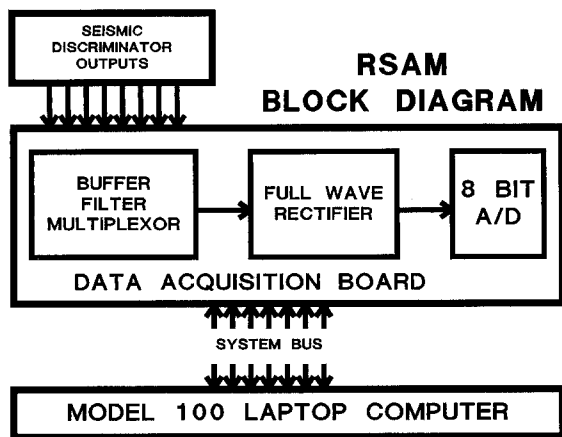 SEISMIC
DISCRIMINATOR
OUTPUTS
RSAM
BLOCK DIAGRAM
BUFFER
FILTER
MULTIPLEXOR
FULL WAVE
RECTIFIER
8 BIT
A/D
DATA ACQUISITION BOARD
SYSTEM BUS
MODEL 100 LAPTOP COMPUTER